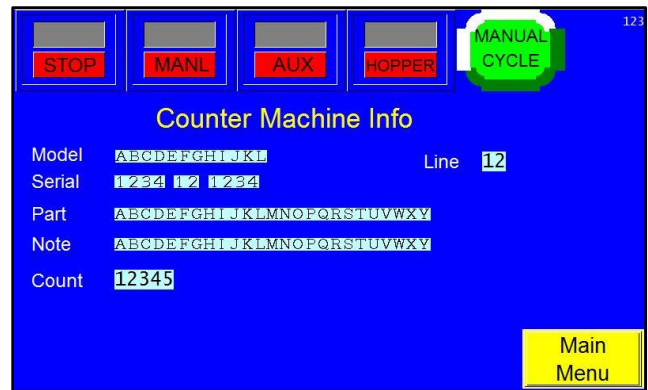 123
STOP MANL AUX HOPPER MANUAL
CYCLE
Counter Machine Info
Model ABCDEFGHIJKL Line 12
Serial 1234 12 1234
Part ABCDEFGHIJKLMNOPQRSTUVWXY
Note ABCDEFGHIJKLMNOPQRSTUVWXY
Count 12345
Main
Menu